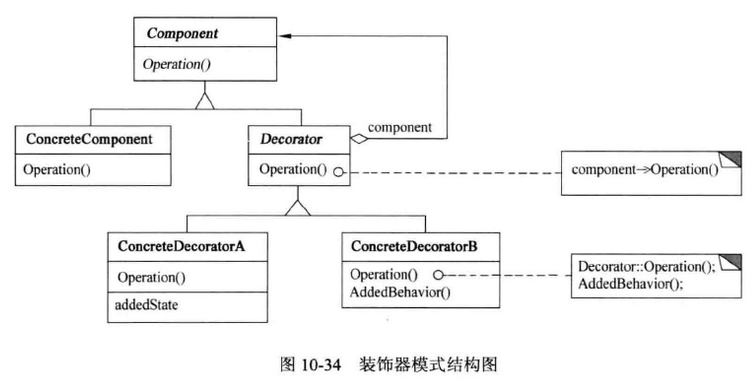 Component
Operation()
ConcreteComponent
Operation()
Decorator
Operation()
component
component→Operation()
ConcreteDecoratorA
Operation()
addedState
ConcreteDecoratorB
Operation()
AddedBehavior()
Decorator::Operation();
AddedBehavior();
图 10-34 装饰器模式结构图